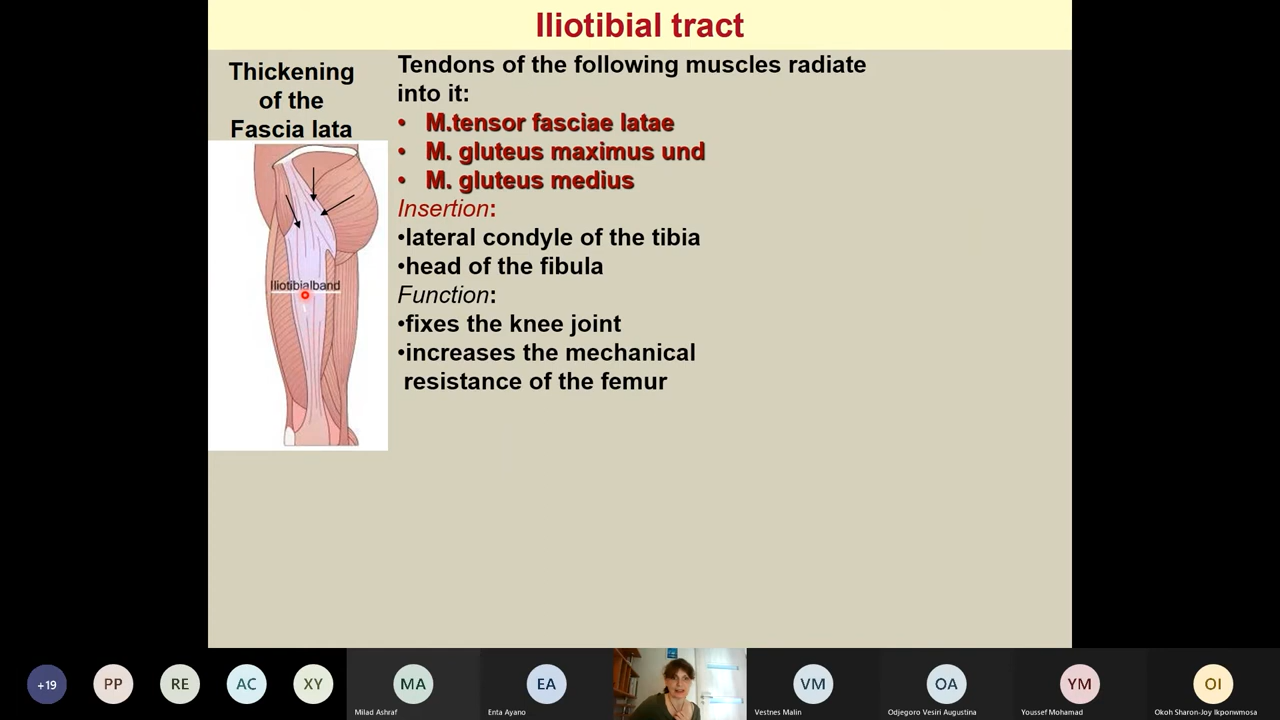 Iliotibial tract
Thickening
of the
Fascia lata
Iliotibialband
Tendons of the following muscles radiate
into it:
• M.tensor fasciae latae
• M. gluteus maximus und
• M. gluteus medius
Insertion:
•lateral condyle of the tibia
•head of the fibula
Function:
•fixes the knee joint
•increases the mechanical
resistance of the femur
+19
PP
RE
AC
XY
MA
Milad Ashraf
EA
Enta Ayano
VM
Vestnes Malin
OA
Odjegoro Vesiri Augustina
YM
Youssef Mohamad
OI
Okoh Sharon-Joy Ikponwmosa